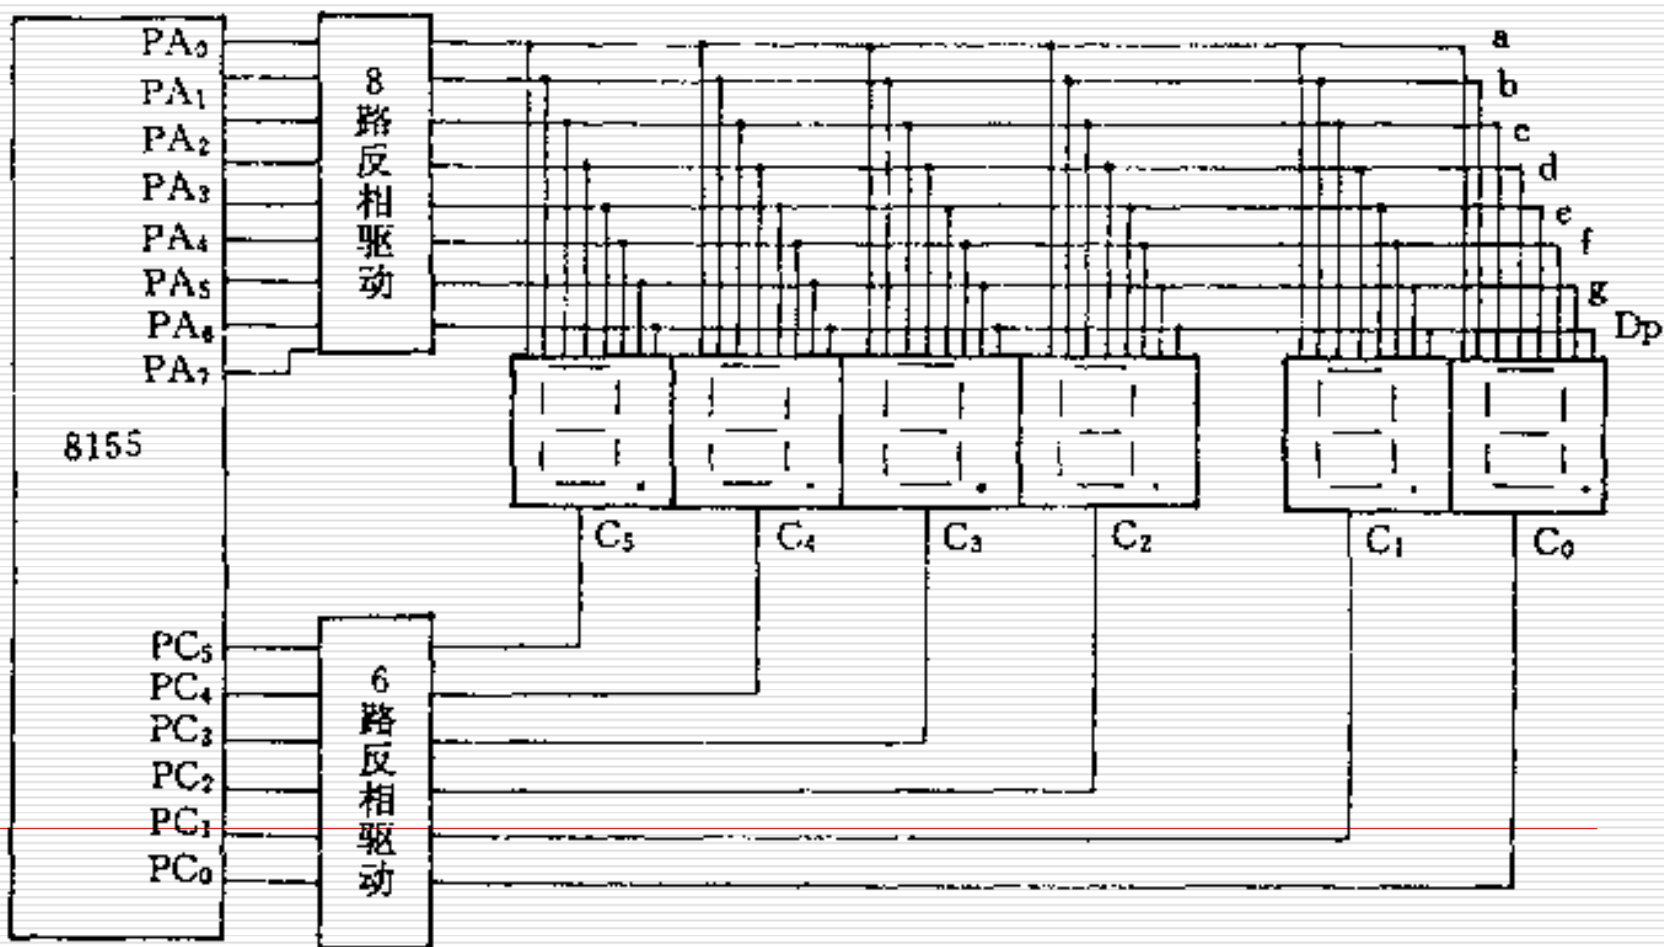 PA₀
PA₁
PA₂
PA₃
PA₄
PA₅
PA₆
PA₇
8155
PC₅
PC₄
PC₃
PC₂
PC₁
PC₀
8路反相驱动
6路反相驱动
a
b
c
d
e
f
g
Dp
C₅
C₄
C₃
C₂
C₁
C₀